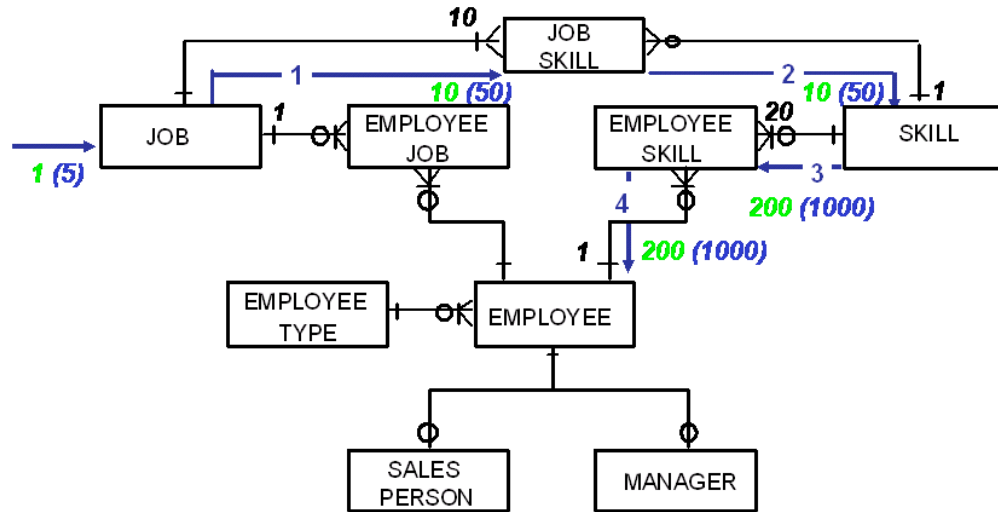 10
JOB
SKILL
1
2
10 (50)
10 (50)
1
JOB
1
EMPLOYEE
JOB
EMPLOYEE
SKILL
20
SKILL
1 (5)
3
4
200 (1000)
1
200 (1000)
EMPLOYEE
TYPE
EMPLOYEE
SALES
PERSON
MANAGER